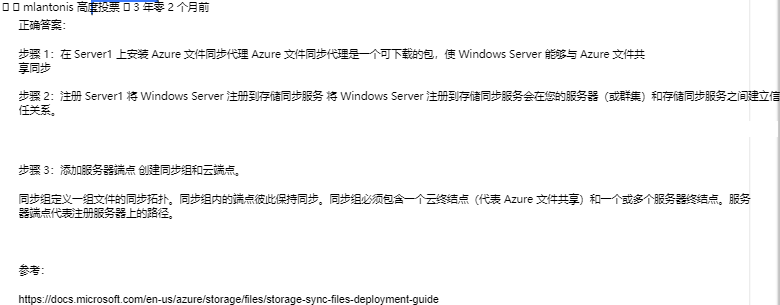 mlantonis 高度投票 3 年零 2 个月前
正确答案：
步骤 1：在 Server1 上安装 Azure 文件同步代理 Azure 文件同步代理是一个可下载的包，使 Windows Server 能够与 Azure 文件共
享同步
步骤 2：注册 Server1 将 Windows Server 注册到存储同步服务 将 Windows Server 注册到存储同步服务会在您的服务器（或群集）和存储同步服务之间建立信
任关系。
步骤 3：添加服务器端点 创建同步组和云端点。
同步组定义一组文件的同步拓扑。同步组内的端点彼此保持同步。同步组必须包含一个云终结点（代表 Azure 文件共享）和一个或多个服务器终结点。服务
器端点代表注册服务器上的路径。
参考：
https://docs.microsoft.com/en-us/azure/storage/files/storage-sync-files-deployment-guide